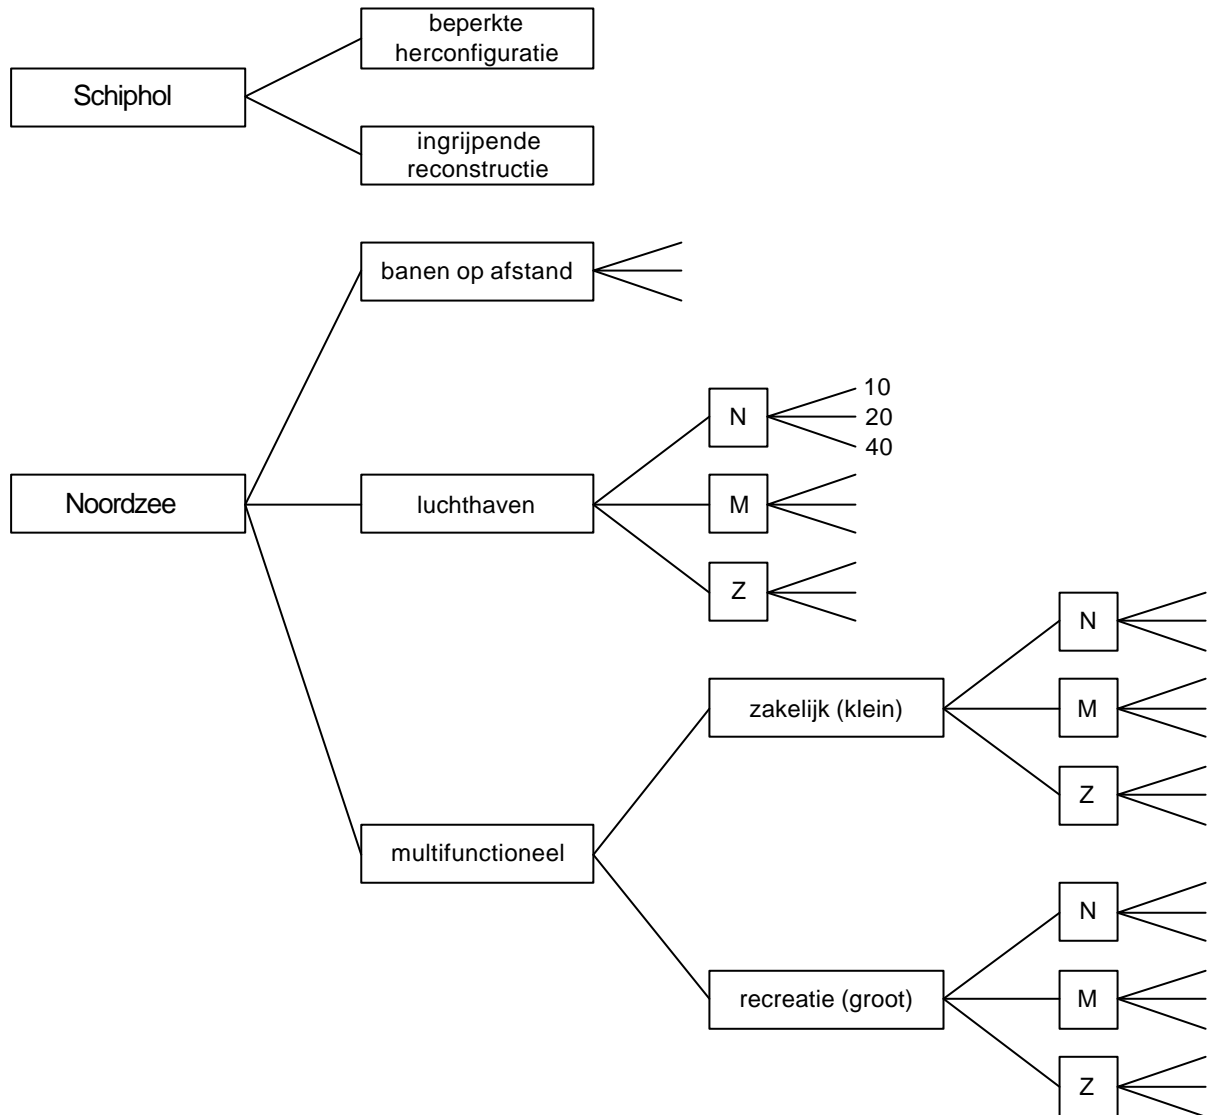 beperkte
herconfiguratie
Schiphol
ingrijpende
reconstructie
banen op afstand
10
N
20
40
Noordzee
luchthaven
M
Z
N
zakelijk (klein)
M
Z
multifunctioneel
N
recreatie (groot)
M
Z